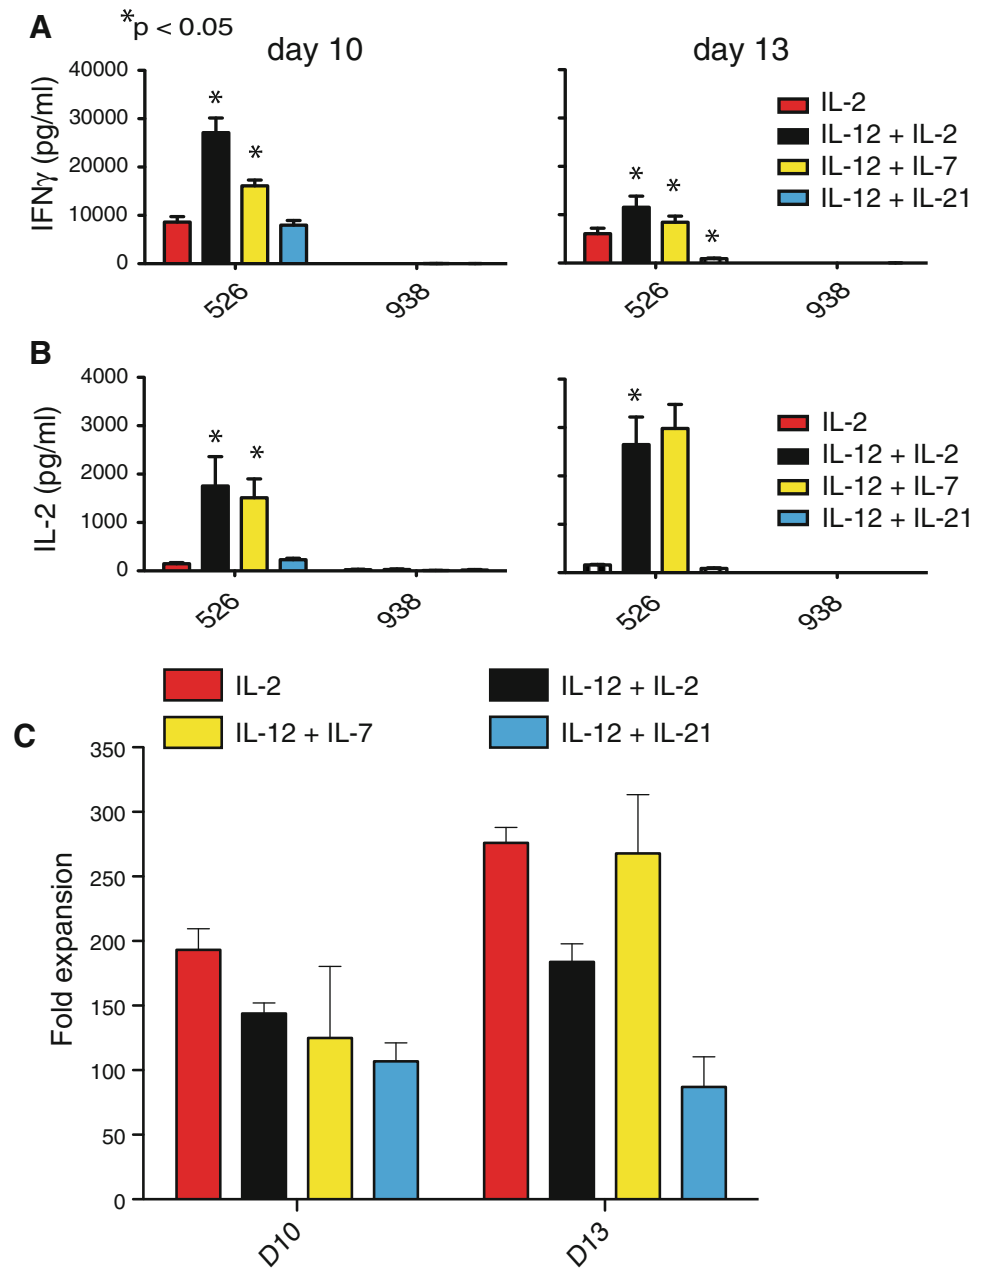 A
*p < 0.05
day 10
day 13
IFNγ (pg/ml)
40000
30000
20000
10000
0
*
*
*
*
*
IL-2
IL-12 + IL-2
IL-12 + IL-7
IL-12 + IL-21
526
938
526
938
B
IL-2 (pg/ml)
4000
3000
2000
1000
0
*
*
*
IL-2
IL-12 + IL-2
IL-12 + IL-7
IL-12 + IL-21
526
938
526
938
IL-2
IL-12 + IL-2
IL-12 + IL-7
IL-12 + IL-21
C
Fold expansion
350
300
250
200
150
100
50
0
D10
D13